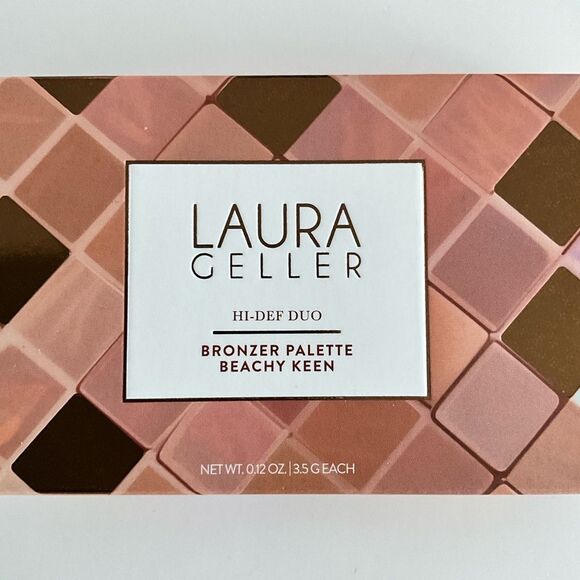 LAURA
GELLER
HI-DEF DUO
BRONZER PALETTE
BEACHY KEEN
NET WT. 0.12 OZ. | 3.5 G EACH